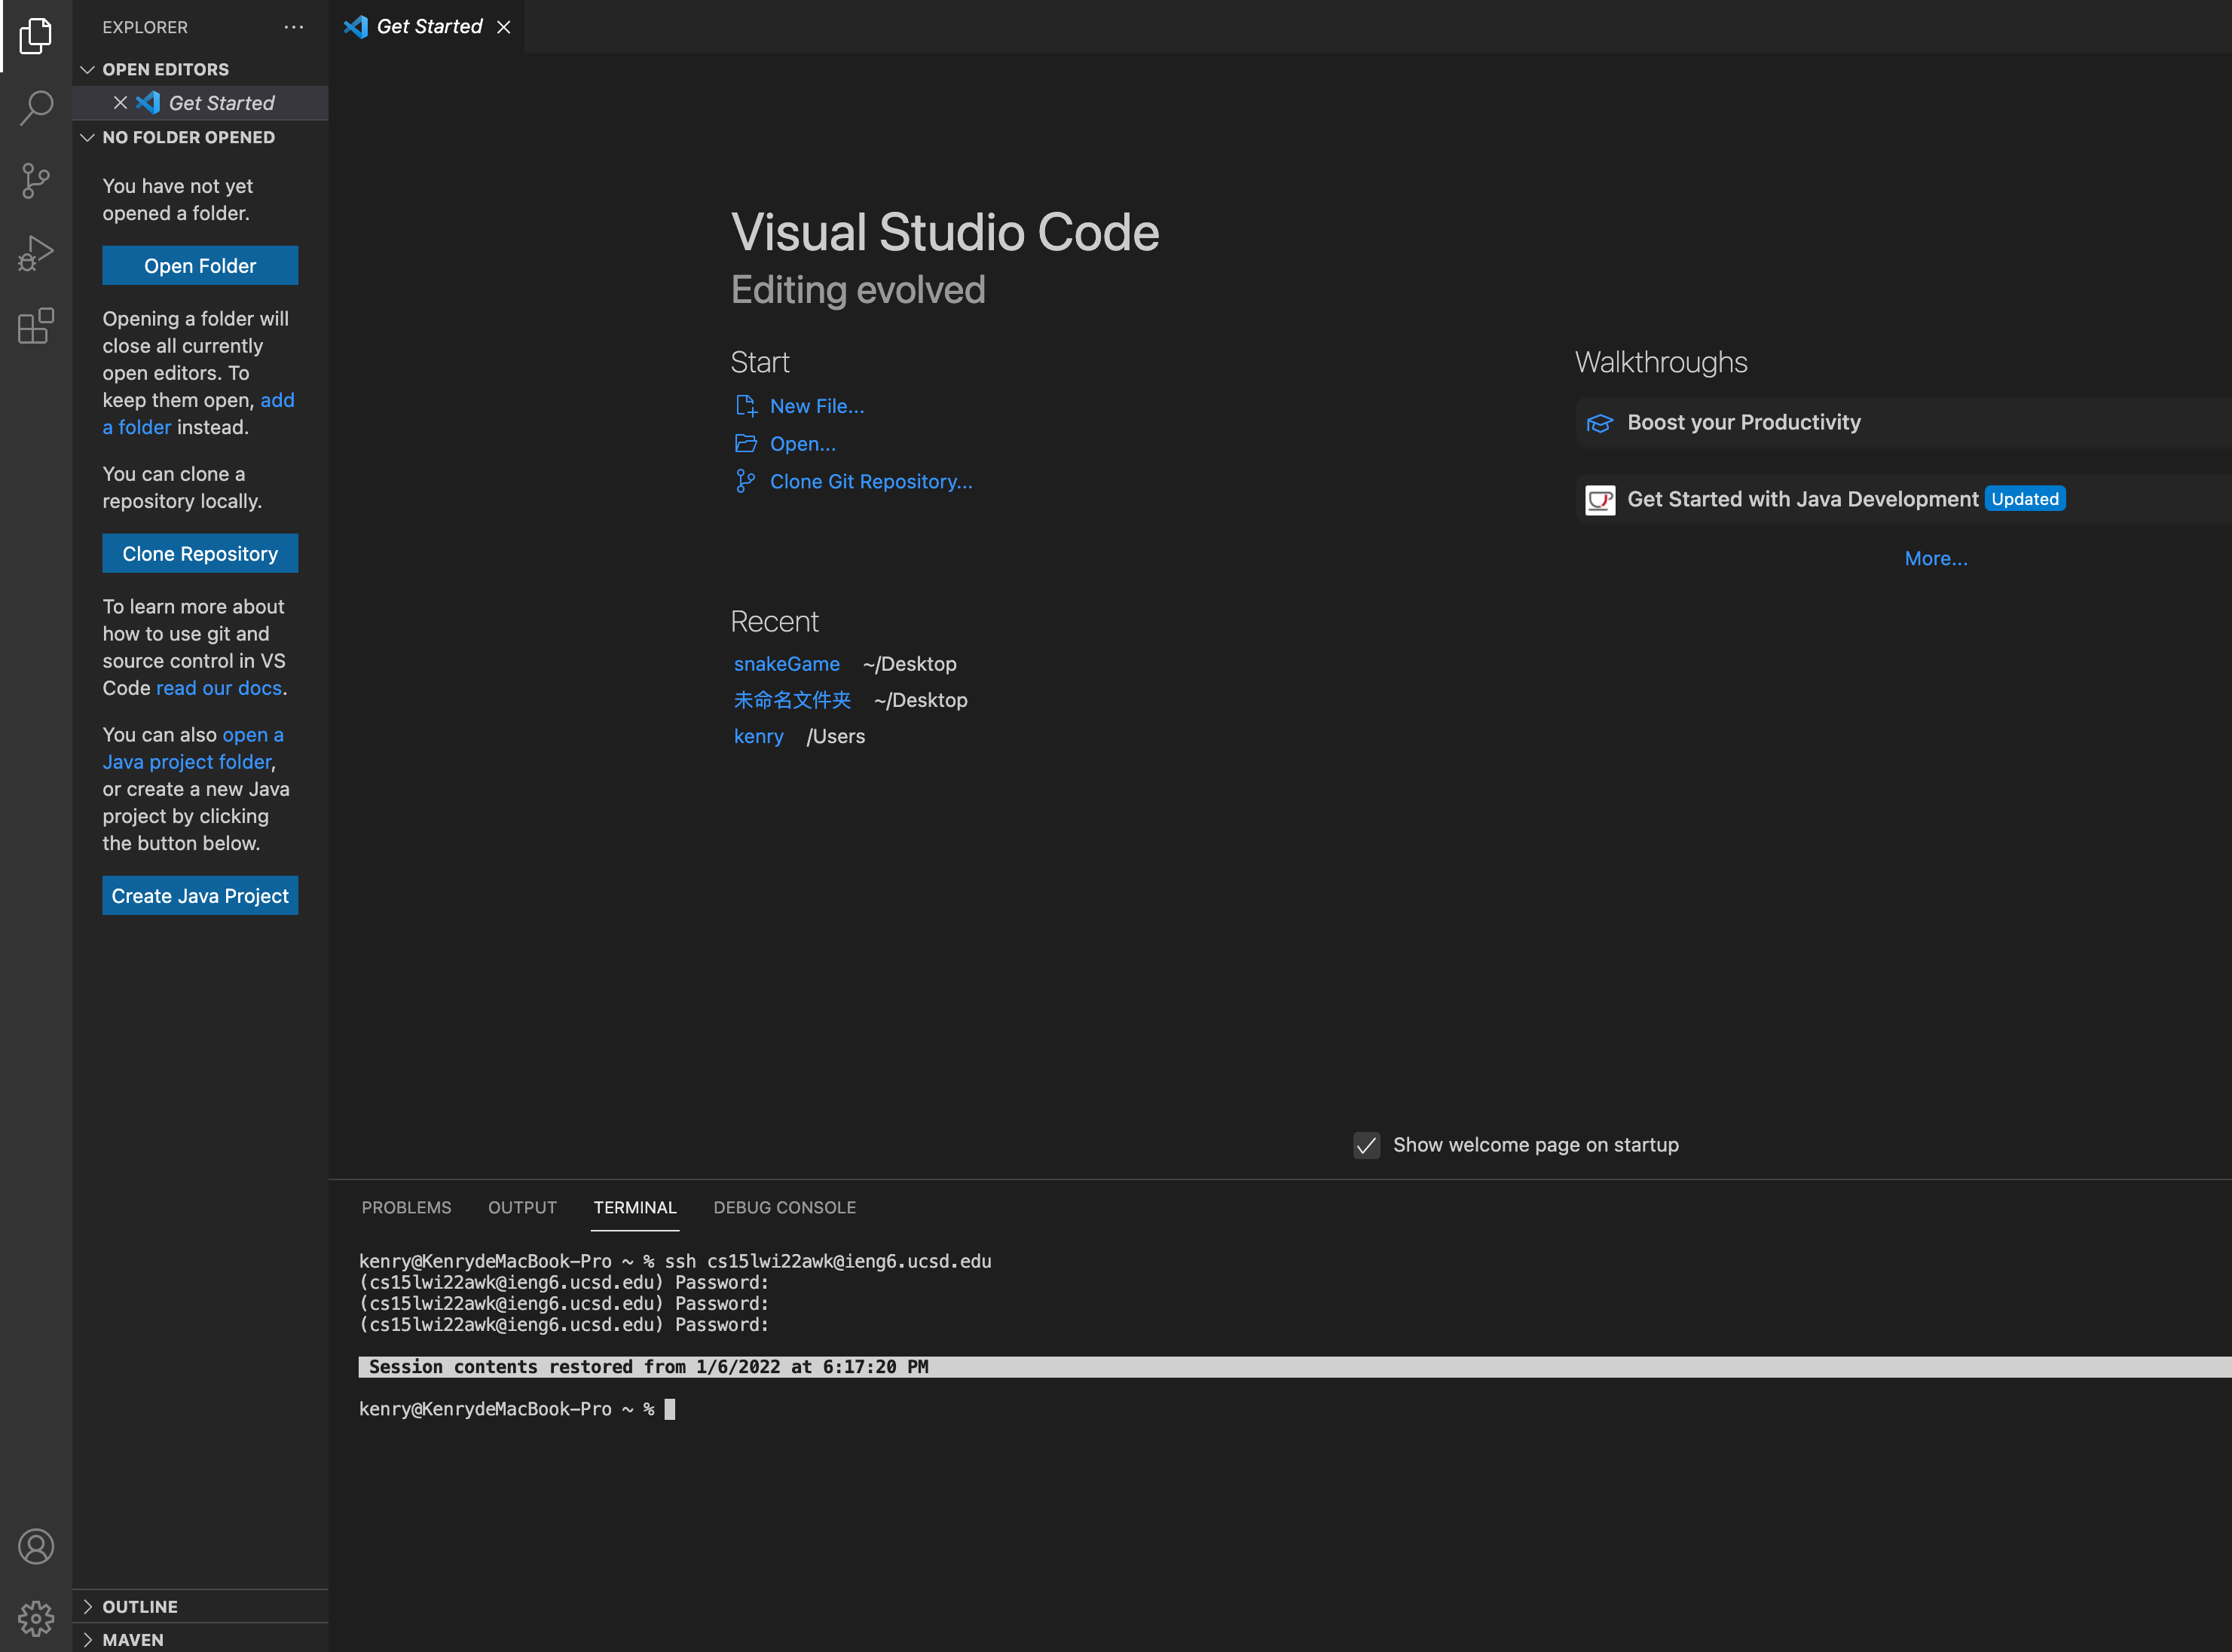 EXPLORER
OPEN EDITORS
Get Started
NO FOLDER OPENED
You have not yet
opened a folder.
Open Folder
Opening a folder will
close all currently
open editors. To
keep them open, add
a folder instead.
You can clone a
repository locally.
Clone Repository
To learn more about
how to use git and
source control in VS
Code read our docs.
You can also open a
Java project folder,
or create a new Java
project by clicking
the button below.
Create Java Project
OUTLINE
MAVEN
Get Started
Visual Studio Code
Editing evolved
Start
New File...
Open...
Clone Git Repository...
Recent
snakeGame ~/Desktop
未命名文件夹 ~/Desktop
kenry /Users
Walkthroughs
Boost your Productivity
Get Started with Java Development Updated
More...
Show welcome page on startup
PROBLEMS OUTPUT TERMINAL DEBUG CONSOLE
kenry@KenrydeMacBook-Pro ~ % ssh cs15lwi22awk@ieng6.ucsd.edu
(cs15lwi22awk@ieng6.ucsd.edu) Password:
(cs15lwi22awk@ieng6.ucsd.edu) Password:
(cs15lwi22awk@ieng6.ucsd.edu) Password:
Session contents restored from 1/6/2022 at 6:17:20 PM
kenry@KenrydeMacBook-Pro ~ %